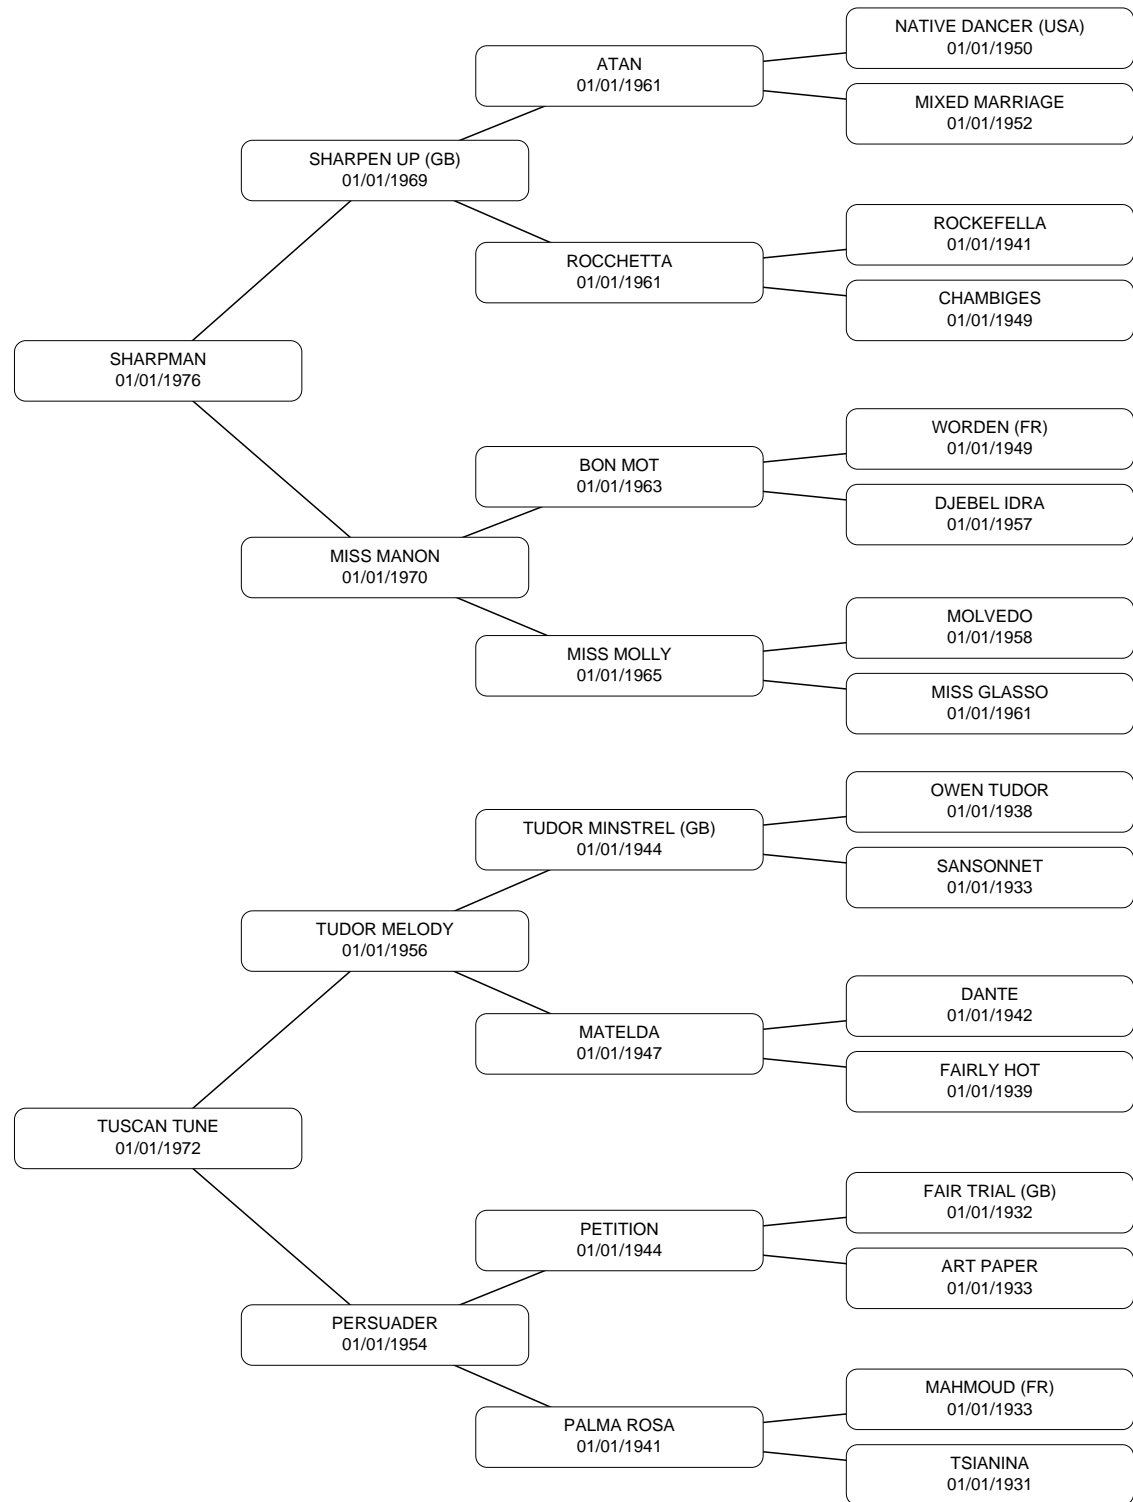 NATIVE DANCER (USA)
01/01/1950
ATAN
01/01/1961
MIXED MARRIAGE
01/01/1952
SHARPEN UP (GB)
01/01/1969
ROCKEFELLA
01/01/1941
ROCCHETTA
01/01/1961
CHAMBIGES
01/01/1949
SHARPMAN
01/01/1976
WORDEN (FR)
01/01/1949
BON MOT
01/01/1963
DJEBEL IDRA
01/01/1957
MISS MANON
01/01/1970
MOLVEDO
01/01/1958
MISS MOLLY
01/01/1965
MISS GLASSO
01/01/1961
OWEN TUDOR
01/01/1938
TUDOR MINSTREL (GB)
01/01/1944
SANSONNET
01/01/1933
TUDOR MELODY
01/01/1956
DANTE
01/01/1942
MATELDA
01/01/1947
FAIRLY HOT
01/01/1939
TUSCAN TUNE
01/01/1972
FAIR TRIAL (GB)
01/01/1932
PETITION
01/01/1944
ART PAPER
01/01/1933
PERSUADER
01/01/1954
MAHMOUD (FR)
01/01/1933
PALMA ROSA
01/01/1941
TSIANINA
01/01/1931